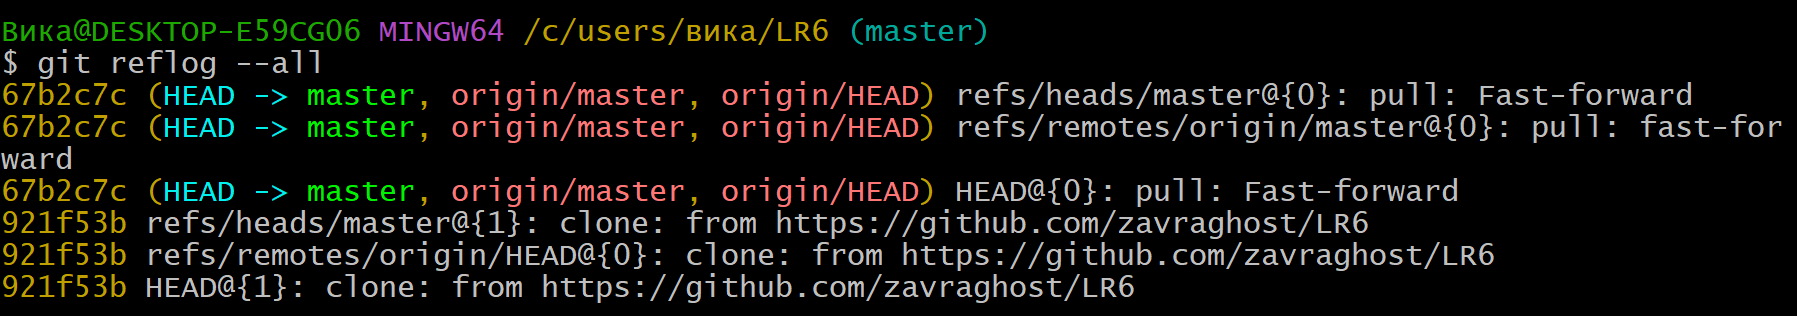 Вика@DESKTOP-E59CGO6 MINGW64 /c/users/вика/LR6 (master)
$ git reflog --all
67b2c7c (HEAD -> master, origin/master, origin/HEAD) refs/heads/master@{0}: pull: Fast-forward
67b2c7c (HEAD -> master, origin/master, origin/HEAD) refs/remotes/origin/master@{0}: pull: fast-for
ward
67b2c7c (HEAD -> master, origin/master, origin/HEAD) HEAD@{0}: pull: Fast-forward
921f53b refs/heads/master@{1}: clone: from https://github.com/zavraghost/LR6
921f53b refs/remotes/origin/HEAD@{0}: clone: from https://github.com/zavraghost/LR6
921f53b HEAD@{1}: clone: from https://github.com/zavraghost/LR6